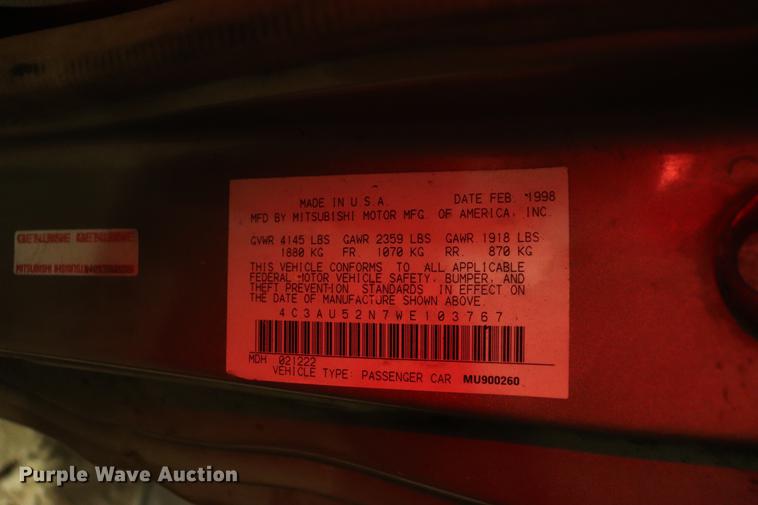 MADE IN U.S.A. DATE FEB. 1998
MFD BY MITSUBISHI MOTOR MFG. OF AMERICA, INC.
GVWR 4145 LBS GAWR 2359 LBS GAWR 1918 LBS
1880 KG FR. 1070 KG RR. 870 KG
THIS VEHICLE CONFORMS TO ALL APPLICABLE
FEDERAL MOTOR VEHICLE SAFETY, BUMPER, AND
THEFT PREVENTION STANDARDS IN EFFECT ON
THE DATE OF MANUFACTURE SHOWN ABOVE.
4C3AU52N7WE103767
MDH 021222
VEHICLE TYPE: PASSENGER CAR MU900260
MITSUBISHI
Purple Wave Auction